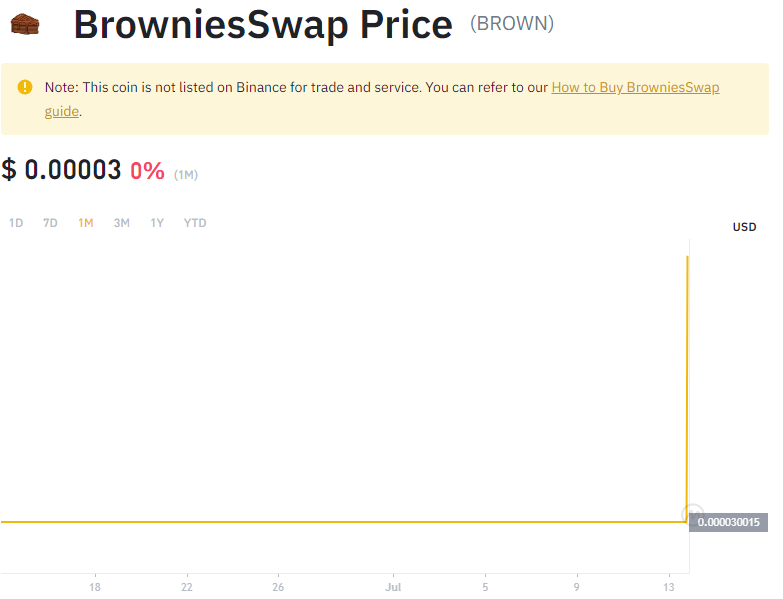 BrowniesSwap Price (BROWN)
Note: This coin is not listed on Binance for trade and service. You can refer to our How to Buy BrowniesSwap
guide.
$ 0.00003 0% (1M)
1D 7D 1M 3M 1Y YTD
USD
0.000030015
18 22 26 Jul 5 9 13